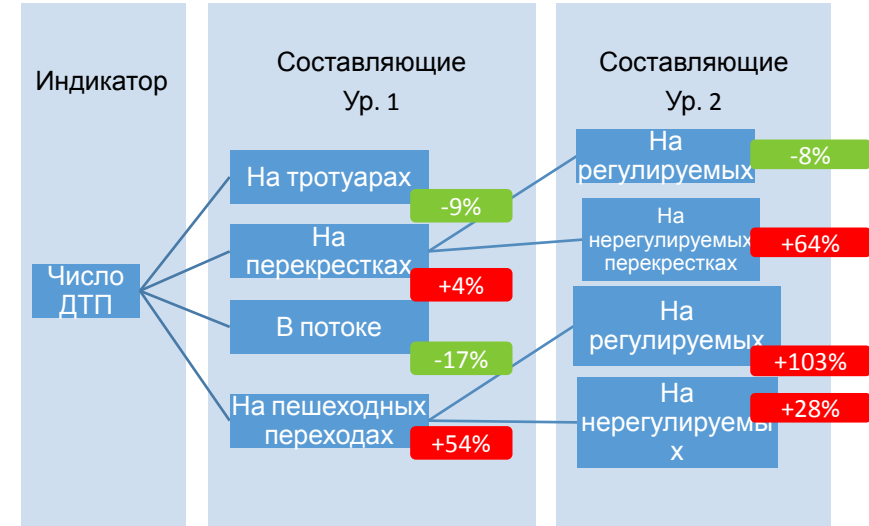 Индикатор
Составляющие
Ур. 1
Составляющие
Ур. 2
Число
ДТП
На тротуарах
-9%
На
перекрестках
+4%
В потоке
-17%
На пешеходных
переходах
+54%
На
регулируемых
-8%
На
нерегулируемых
перекрестках
+64%
На
регулируемых
+103%
На
нерегулируемы
х
+28%